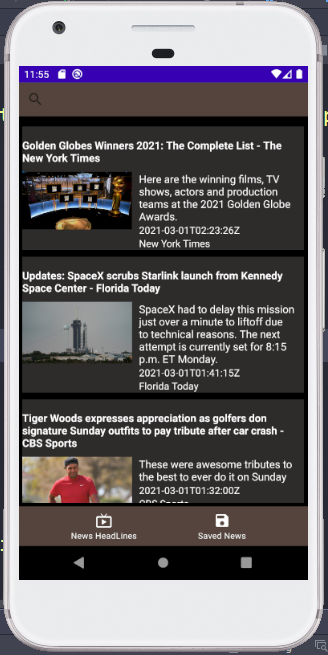 11:55
Golden Globes Winners 2021: The Complete List - The
New York Times
Here are the winning films, TV
shows, actors and production
teams at the 2021 Golden Globe
Awards.
2021-03-01T02:23:26Z
New York Times
Updates: SpaceX scrubs Starlink launch from Kennedy
Space Center - Florida Today
SpaceX had to delay this mission
just over a minute to liftoff due
to technical reasons. The next
attempt is currently set for 8:15
p.m. ET Monday.
2021-03-01T01:41:15Z
Florida Today
Tiger Woods expresses appreciation as golfers don
signature Sunday outfits to pay tribute after car crash -
CBS Sports
These were awesome tributes to
the best to ever do it on Sunday
2021-03-01T01:32:00Z
CBS Sports
News HeadLines
Saved News